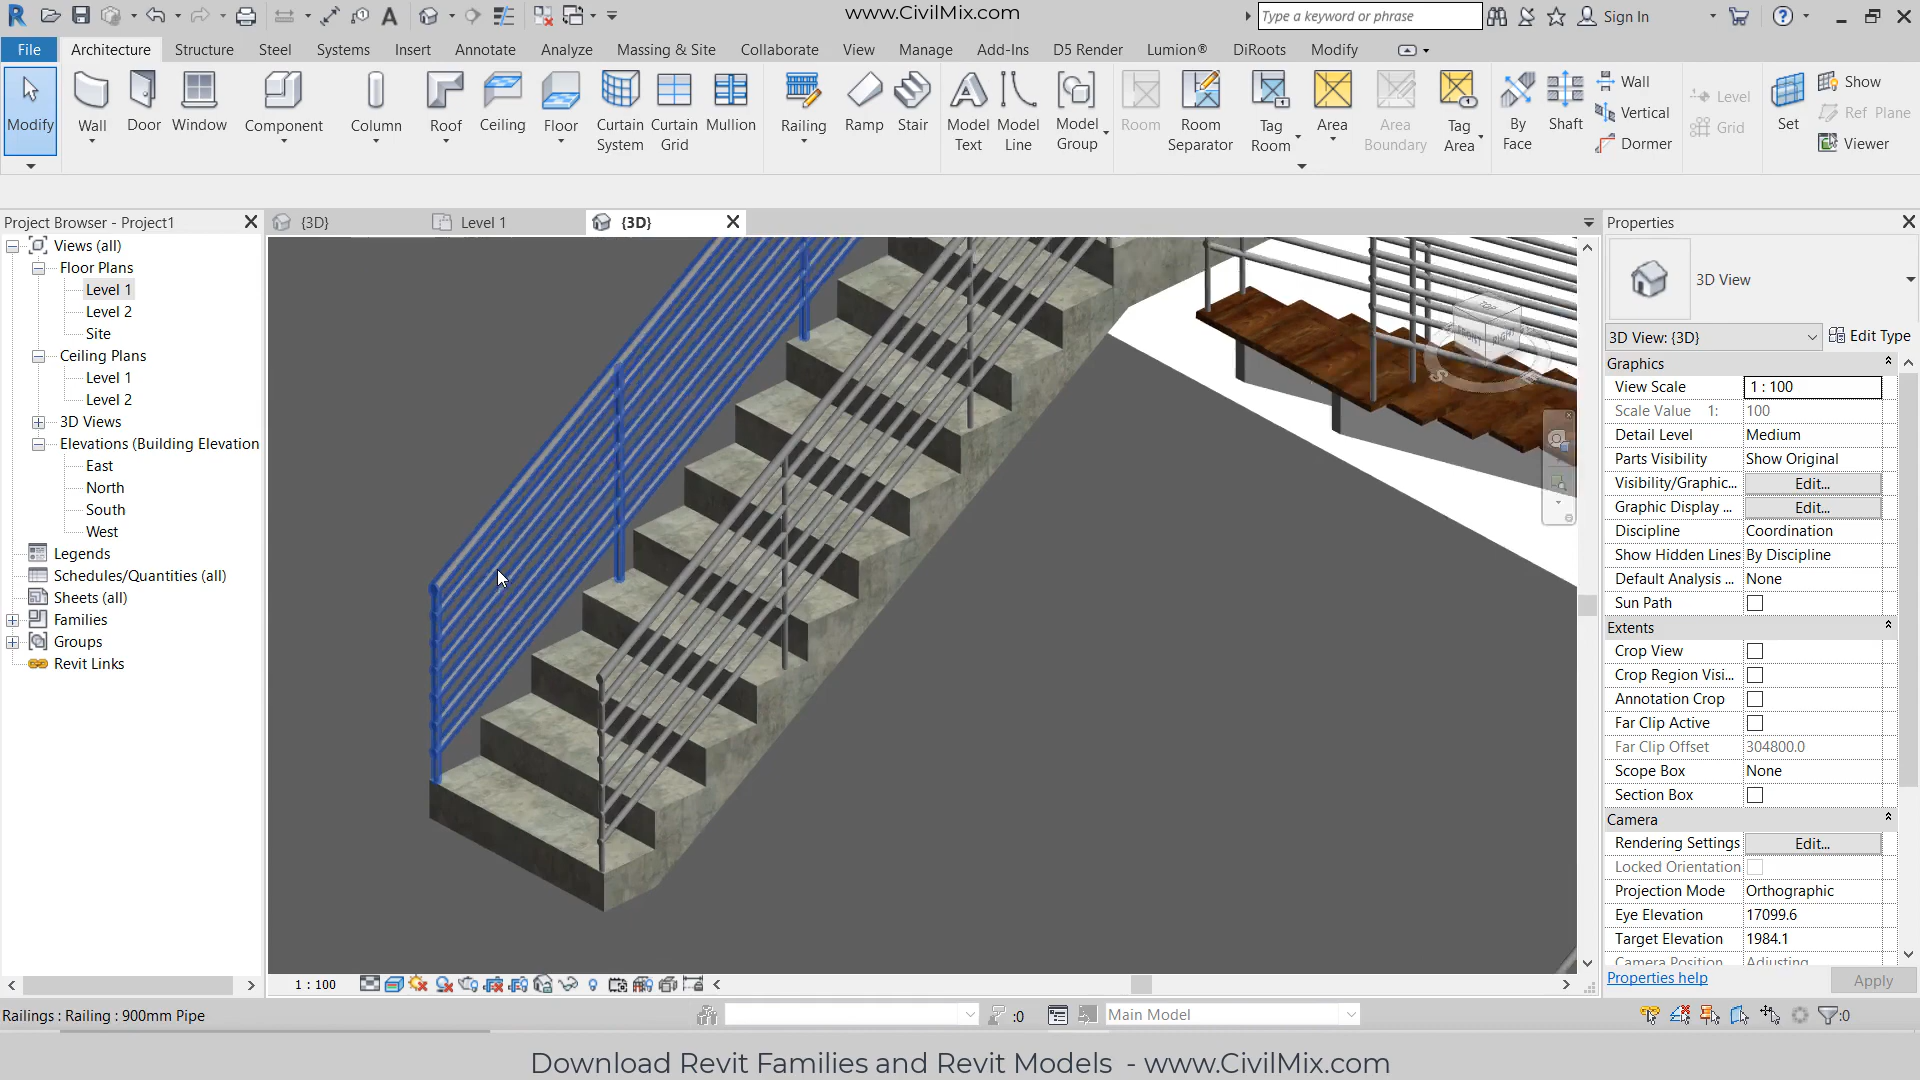 www.CivilMix.com
Type a keyword or phrase
Sign In
File
Architecture
Structure
Steel
Systems
Insert
Annotate
Analyze
Massing & Site
Collaborate
View
Manage
Add-Ins
D5 Render
Lumion®
DiRoots
Modify
Modify
Wall
Door
Window
Component
Column
Roof
Ceiling
Floor
Curtain System
Curtain Grid
Mullion
Railing
Ramp
Stair
Model Text
Model Line
Model Group
Room
Room Separator
Tag Room
Area
Area Boundary
Tag Area
By Face
Shaft
Wall
Vertical
Dormer
Level
Grid
Set
Show
Ref Plane
Viewer
Project Browser - Project1
Views (all)
Floor Plans
Level 1
Level 2
Site
Ceiling Plans
Level 1
Level 2
3D Views
Elevations (Building Elevation
East
North
South
West
Legends
Schedules/Quantities (all)
Sheets (all)
Families
Groups
Revit Links
{3D}
Level 1
{3D}
TOP
FRONT
RIGHT
S
Properties
3D View
3D View: {3D}
Edit Type
Graphics
View Scale 1 : 100
Scale Value 1: 100
Detail Level Medium
Parts Visibility Show Original
Visibility/Graphic... Edit...
Graphic Display ... Edit...
Discipline Coordination
Show Hidden Lines By Discipline
Default Analysis ... None
Sun Path
Extents
Crop View
Crop Region Visi...
Annotation Crop
Far Clip Active
Far Clip Offset 304800.0
Scope Box None
Section Box
Camera
Rendering Settings Edit...
Locked Orientation
Projection Mode Orthographic
Eye Elevation 17099.6
Target Elevation 1984.1
Camera Position Adjusting
Properties help
Apply
1 : 100
Railings : Railing : 900mm Pipe
:0
Main Model
:0
Download Revit Families and Revit Models - www.CivilMix.com